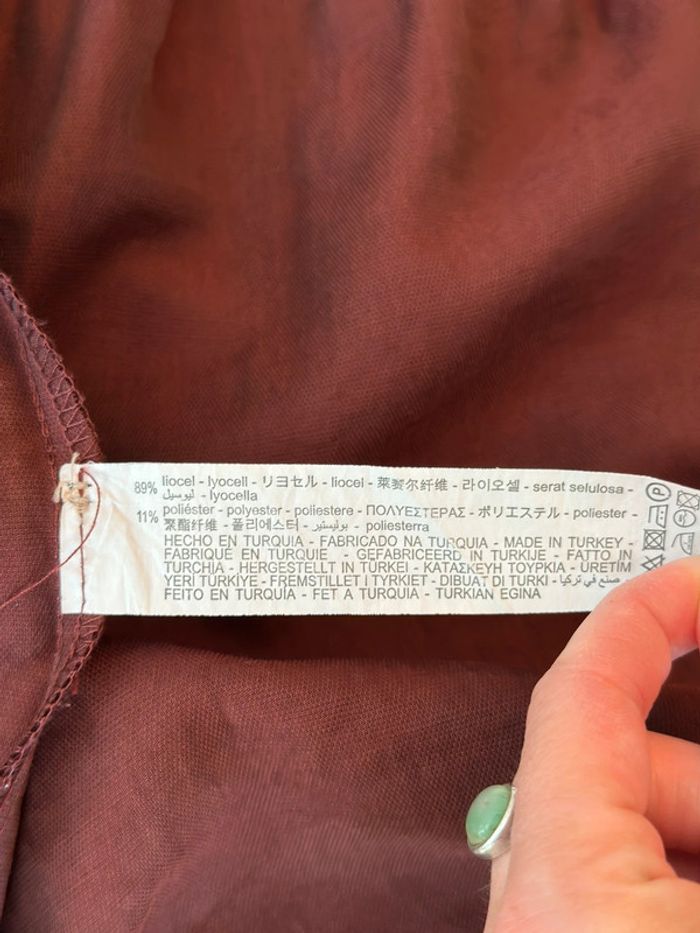 89% liocel - lyocell - リヨセル - liocel - 莱赛尔纤维 - 라이오셀 - serat selulosa -
ليوسيل - lyocella
11% poliéster - polyester - poliestere - ΠΟΛΥΕΣΤΕΡΑΣ - ポリエステル - poliester -
聚酯纤维 - 폴리에스터 - بوليستير - poliesterra
HECHO EN TURQUIA - FABRICADO NA TURQUIA - MADE IN TURKEY -
FABRIQUÉ EN TURQUIE - GEFABRICEERD IN TURKIJE - FATTO IN
TURCHIA - HERGESTELLT IN TÜRKEI - ΚΑΤΑΣΚΕΥΗ ΤΟΥΡΚΙΑ - ÜRETİM
YERİ TÜRKİYE - FREMSTILLET I TYRKIET - DIBUAT DI TURKI - صنع في تركيا -
FEITO EN TURQUÍA - FET A TURQUIA - TURKIAN EGINA